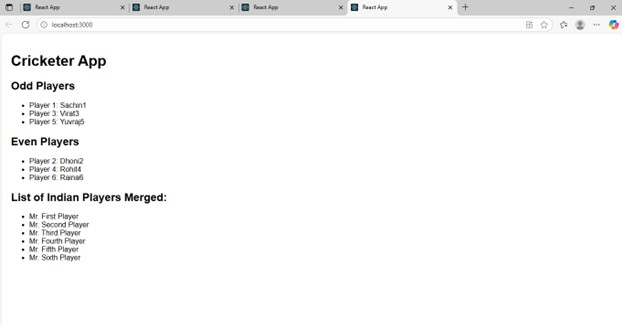 React App
React App
React App
React App
localhost:3000
Cricketer App
Odd Players
Player 1: Sachin1
Player 3: Virat3
Player 5: Yuvraj5
Even Players
Player 2: Dhoni2
Player 4: Rohit4
Player 6: Raina6
List of Indian Players Merged:
Mr. First Player
Mr. Second Player
Mr. Third Player
Mr. Fourth Player
Mr. Fifth Player
Mr. Sixth Player